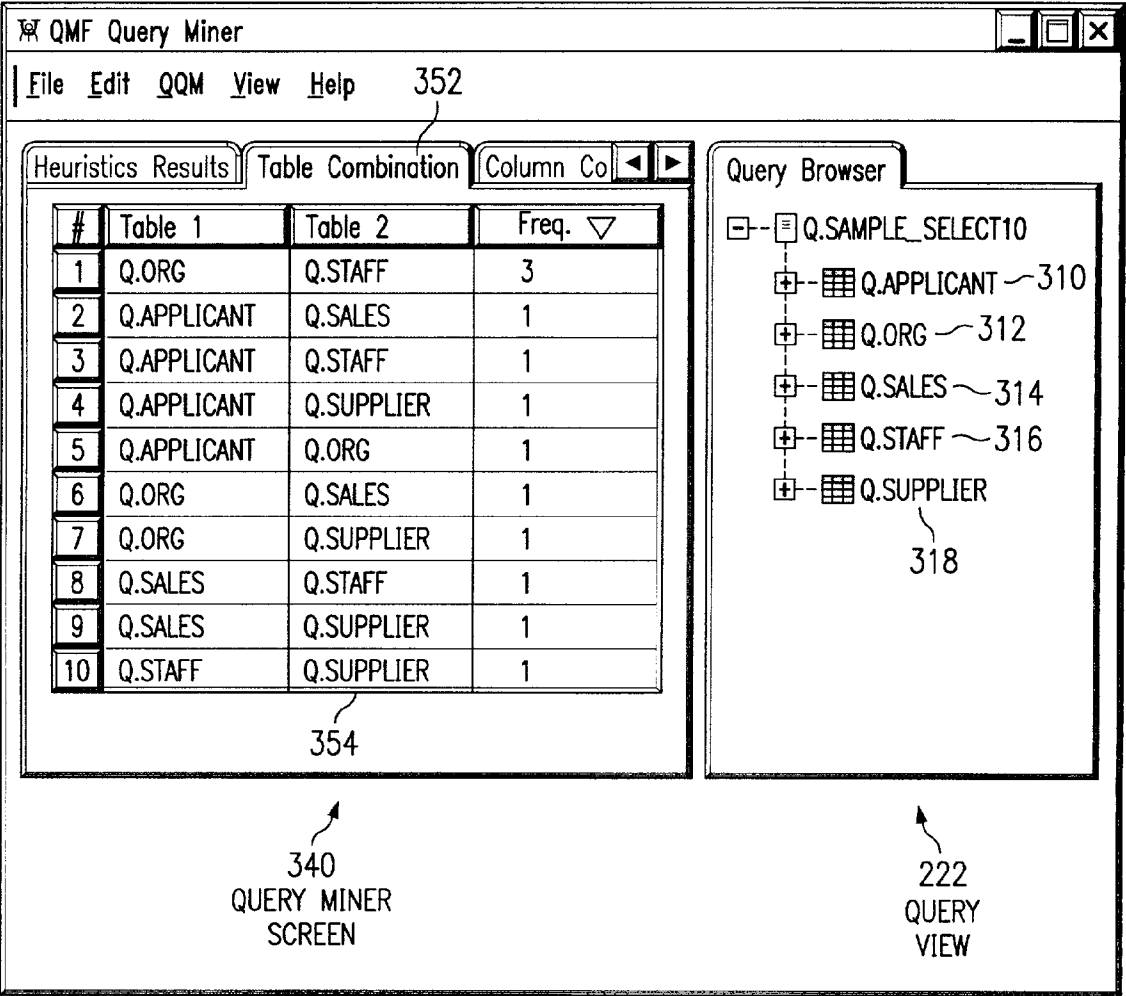 QMF Query Miner
File Edit QQM View Help
352
Heuristics Results Table Combination Column Co
# Table 1 Table 2 Freq.
1 Q.ORG Q.STAFF 3
2 Q.APPLICANT Q.SALES 1
3 Q.APPLICANT Q.STAFF 1
4 Q.APPLICANT Q.SUPPLIER 1
5 Q.APPLICANT Q.ORG 1
6 Q.ORG Q.SALES 1
7 Q.ORG Q.SUPPLIER 1
8 Q.SALES Q.STAFF 1
9 Q.SALES Q.SUPPLIER 1
10 Q.STAFF Q.SUPPLIER 1
354
340
QUERY MINER
SCREEN
Query Browser
Q.SAMPLE_SELECT10
Q.APPLICANT 310
Q.ORG 312
Q.SALES 314
Q.STAFF 316
Q.SUPPLIER
318
222
QUERY
VIEW